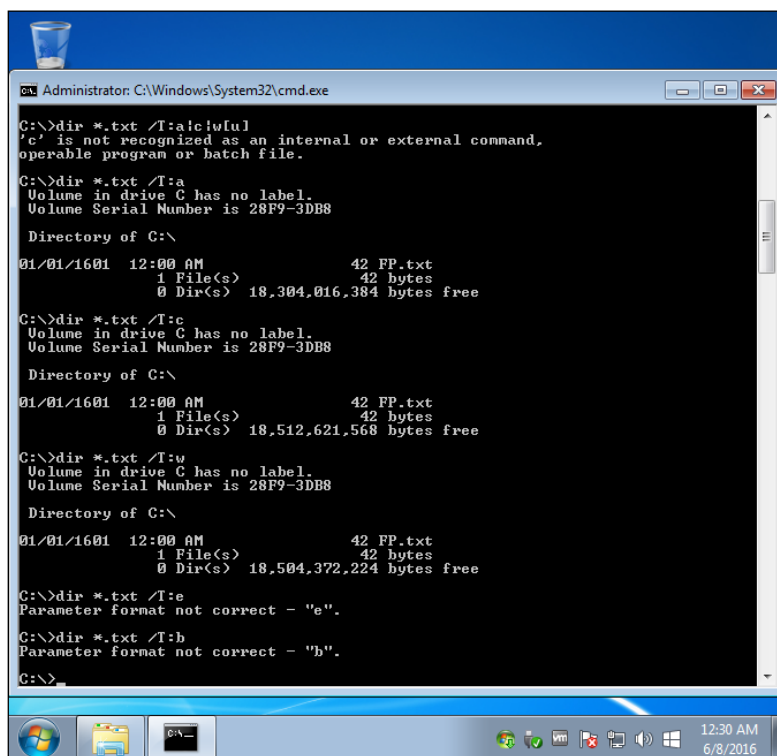 Administrator: C:\Windows\System32\cmd.exe
C:\>dir *.txt /T:a|c|w[u]
'c' is not recognized as an internal or external command,
operable program or batch file.
C:\>dir *.txt /T:a
Volume in drive C has no label.
Volume Serial Number is 28F9-3DB8
Directory of C:\
01/01/1601  12:00 AM                42 FP.txt
1 File(s)             42 bytes
0 Dir(s)  18,304,016,384 bytes free
C:\>dir *.txt /T:c
Volume in drive C has no label.
Volume Serial Number is 28F9-3DB8
Directory of C:\
01/01/1601  12:00 AM                42 FP.txt
1 File(s)             42 bytes
0 Dir(s)  18,512,621,568 bytes free
C:\>dir *.txt /T:w
Volume in drive C has no label.
Volume Serial Number is 28F9-3DB8
Directory of C:\
01/01/1601  12:00 AM                42 FP.txt
1 File(s)             42 bytes
0 Dir(s)  18,504,372,224 bytes free
C:\>dir *.txt /T:e
Parameter format not correct - "e".
C:\>dir *.txt /T:b
Parameter format not correct - "b".
C:\>_
C:\_
vm
12:30 AM
6/8/2016